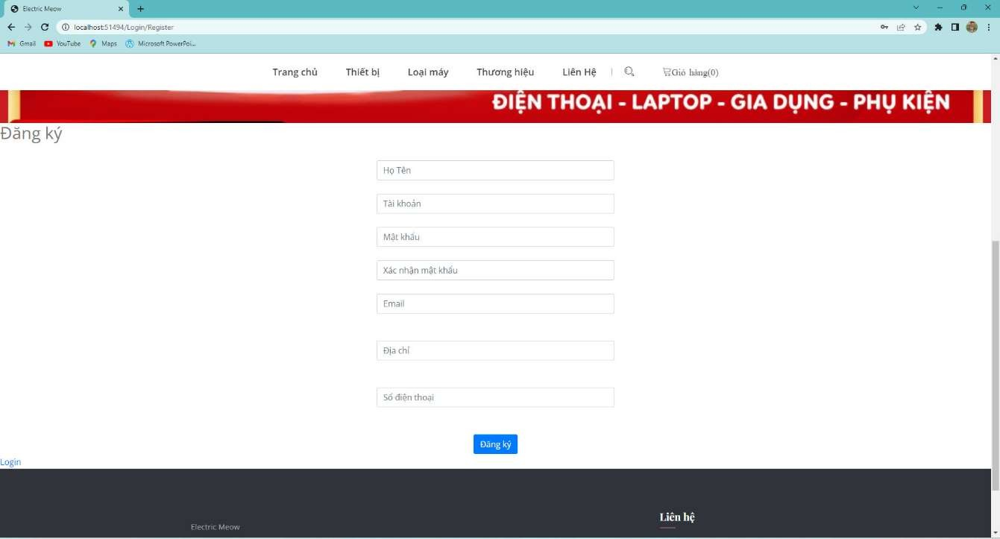 Electric Meow
localhost:51494/Login/Register
Gmail YouTube Maps Microsoft PowerPoi...
Trang chủ Thiết bị Loại máy Thương hiệu Liên Hệ | Giỏ hàng(0)
ĐIỆN THOẠI - LAPTOP - GIA DỤNG - PHỤ KIỆN
Đăng ký
Họ Tên
Tài khoản
Mật khẩu
Xác nhận mật khẩu
Email
Địa chỉ
Số điện thoại
Đăng ký
Login
Liên hệ
Electric Meow